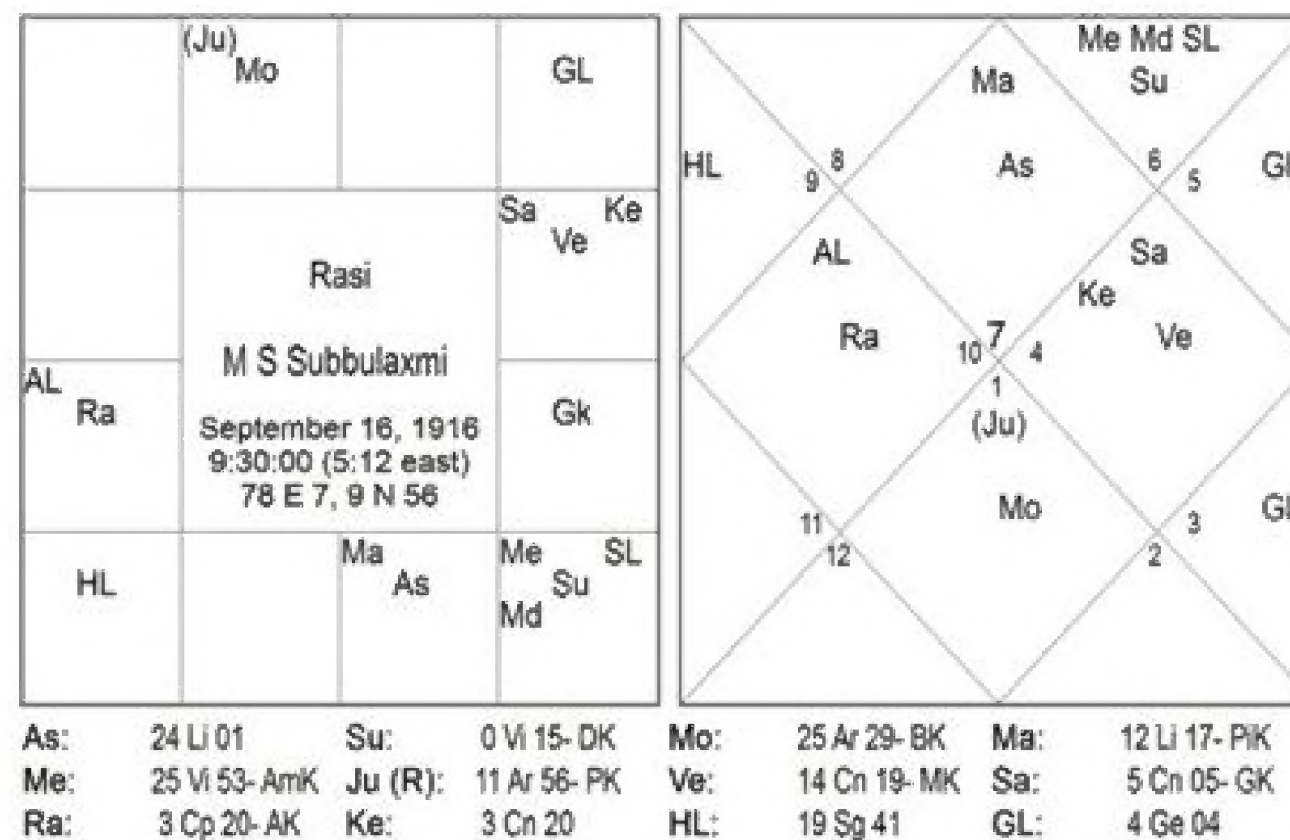 (Ju)
Mo
GL
Sa Ke
Ve
Rasi
M S Subbulaxmi
September 16, 1916
9:30:00 (5:12 east)
78 E 7, 9 N 56
AL
Ra
Gk
HL
Ma
As
Me SL
Su
Md
Me Md SL
Su
Ma
HL
8
9
As
6
5
AL
Sa
Ke
Ra
Ve
10 7 4
1
(Ju)
Mo
11
12
3
2
As: 24 Li 01 Su: 0 Vi 15- DK Mo: 25 Ar 29- BK Ma: 12 Li 17- PiK
Me: 25 Vi 53- AmK Ju (R): 11 Ar 56- PK Ve: 14 Cn 19- MK Sa: 5 Cn 05- GK
Ra: 3 Cp 20- AK Ke: 3 Cn 20 HL: 19 Sg 41 GL: 4 Ge 04